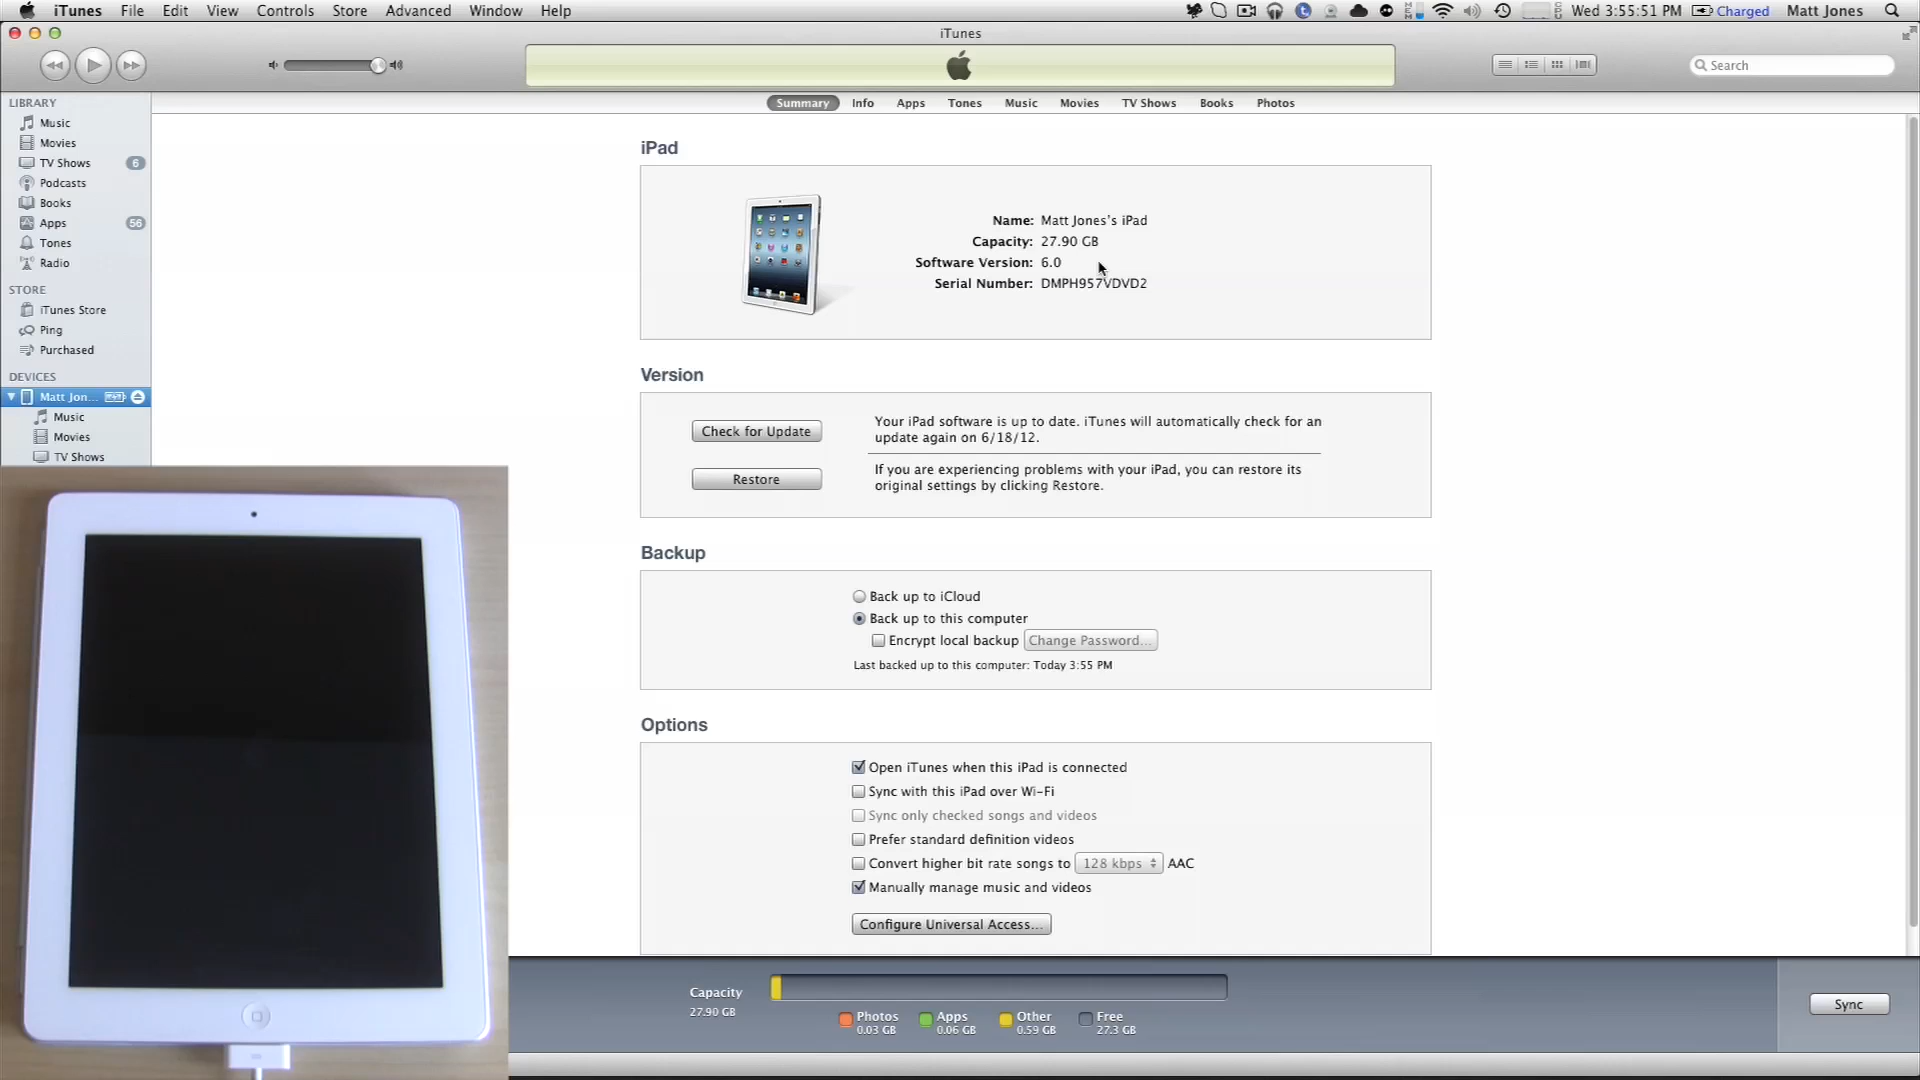 iTunes File Edit View Controls Store Advanced Window Help
Wed 3:55:51 PM Charged Matt Jones
iTunes
Search
Summary Info Apps Tones Music Movies TV Shows Books Photos
LIBRARY
Music
Movies
TV Shows 6
Podcasts
Books
Apps 56
Tones
Radio
STORE
iTunes Store
Ping
Purchased
DEVICES
Matt Jon...
Music
Movies
TV Shows
iPad
Name: Matt Jones's iPad
Capacity: 27.90 GB
Software Version: 6.0
Serial Number: DMPH957VDVD2
Version
Check for Update
Your iPad software is up to date. iTunes will automatically check for an
update again on 6/18/12.
Restore
If you are experiencing problems with your iPad, you can restore its
original settings by clicking Restore.
Backup
Back up to iCloud
Back up to this computer
Encrypt local backup Change Password...
Last backed up to this computer: Today 3:55 PM
Options
Open iTunes when this iPad is connected
Sync with this iPad over Wi-Fi
Sync only checked songs and videos
Prefer standard definition videos
Convert higher bit rate songs to 128 kbps AAC
Manually manage music and videos
Configure Universal Access...
Capacity
27.90 GB
Photos
0.03 GB
Apps
0.06 GB
Other
0.59 GB
Free
27.3 GB
Sync